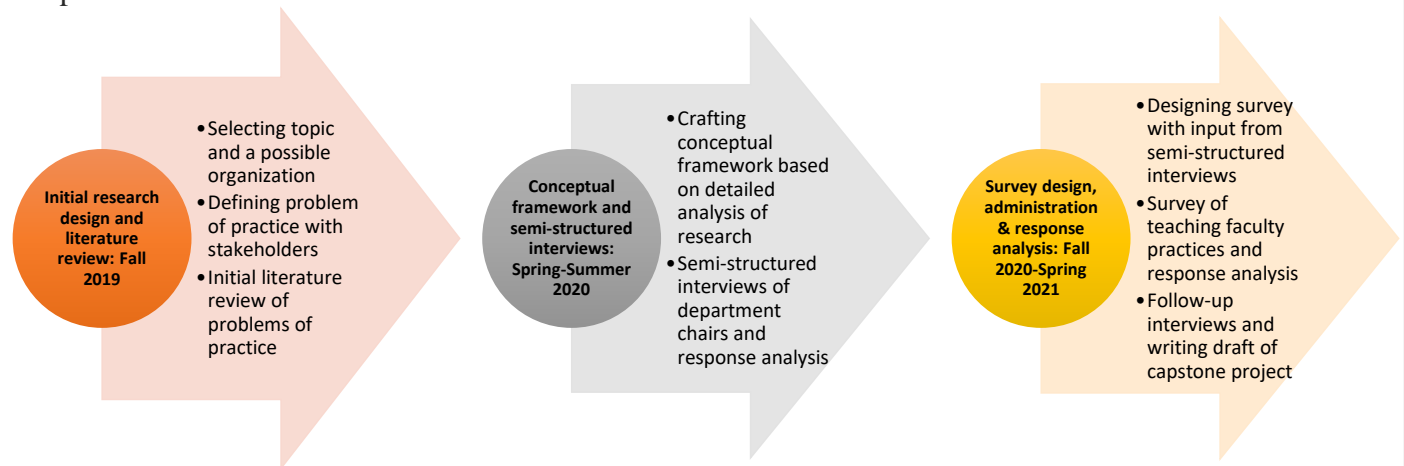 Initial research
design and
literature
review: Fall
2019
•Selecting topic
and a possible
organization
•Defining problem
of practice with
stakeholders
•Initial literature
review of
problems of
practice
Conceptual
framework and
semi-structured
interviews:
Spring-Summer
2020
•Crafting
conceptual
framework based
on detailed
analysis of
research
•Semi-structured
interviews of
department
chairs and
response analysis
Survey design,
administration
& response
analysis: Fall
2020-Spring
2021
•Designing survey
with input from
semi-structured
interviews
•Survey of
teaching faculty
practices and
response analysis
•Follow-up
interviews and
writing draft of
capstone project